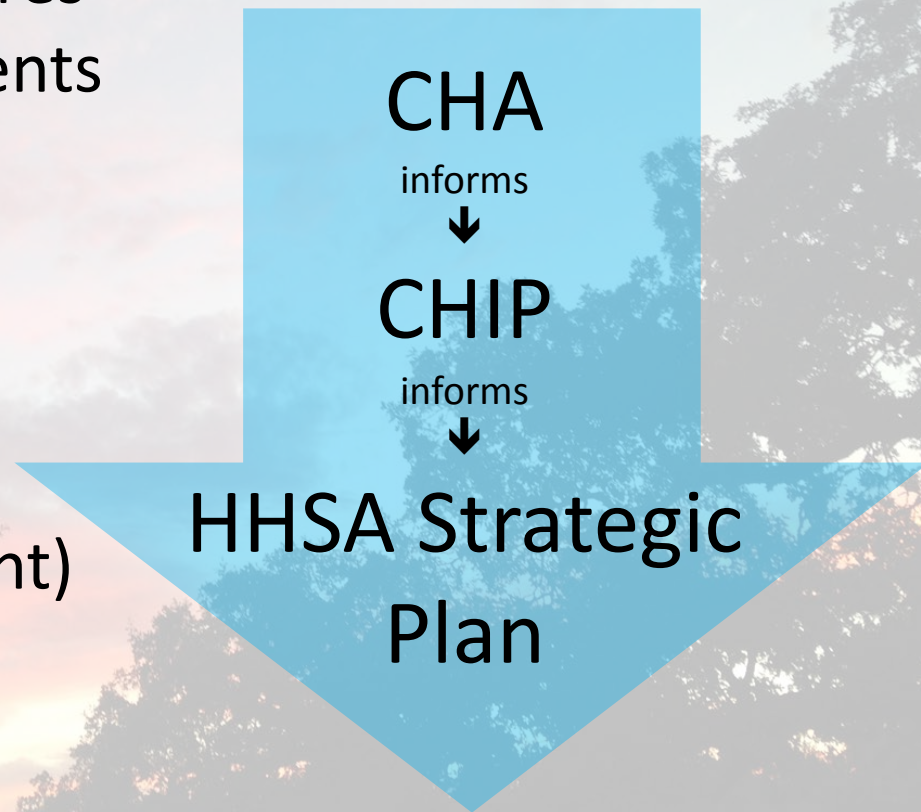 ents
CHA
informs
↓
CHIP
informs
↓
HHSA Strategic
Plan
nt)